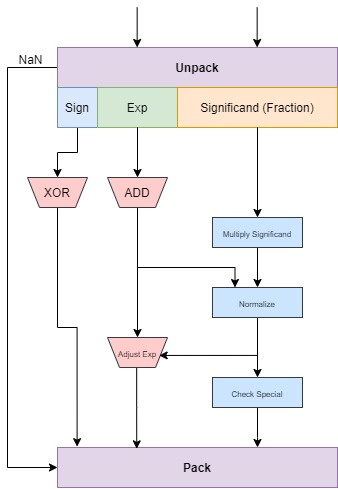 NaN
Unpack
Sign
Exp
Significand (Fraction)
XOR
ADD
Multiply Significand
Normalize
Adjust Exp
Check Special
Pack